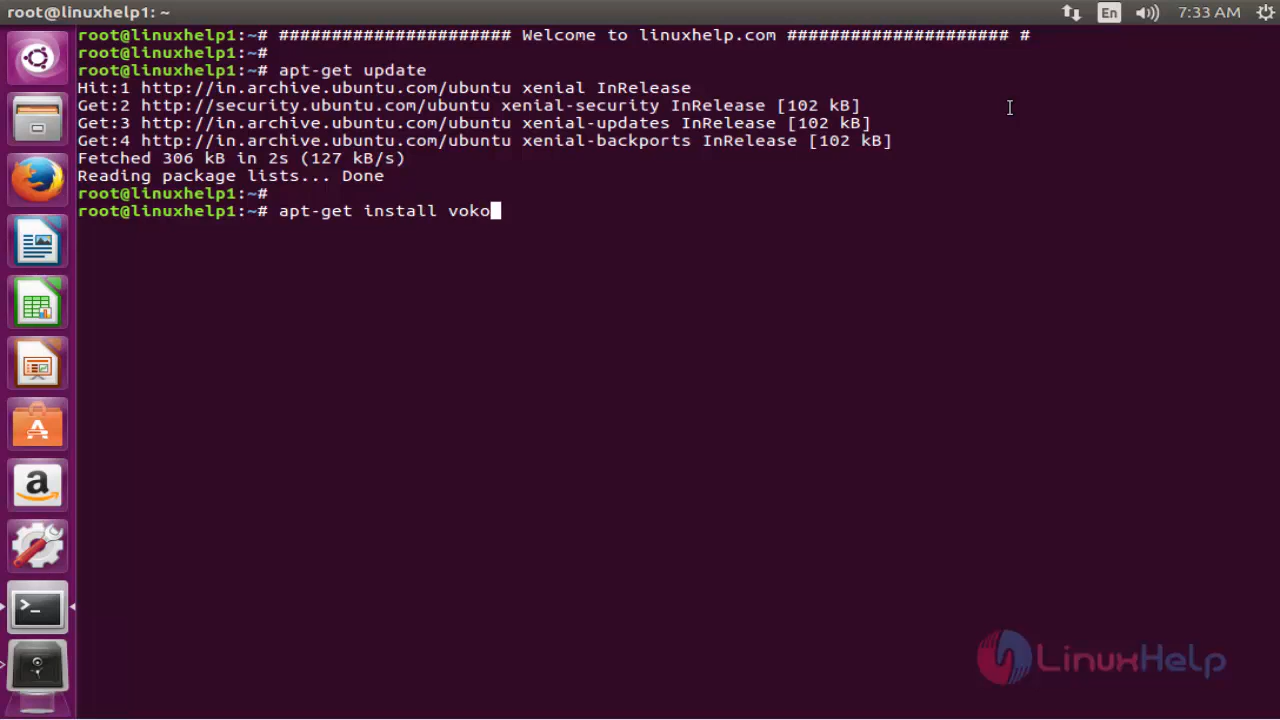 root@linuxhelp1: ~
En
7:33 AM
root@linuxhelp1:~# ###################### Welcome to linuxhelp.com ##################### #
root@linuxhelp1:~#
root@linuxhelp1:~# apt-get update
Hit:1 http://in.archive.ubuntu.com/ubuntu xenial InRelease
Get:2 http://security.ubuntu.com/ubuntu xenial-security InRelease [102 kB]
Get:3 http://in.archive.ubuntu.com/ubuntu xenial-updates InRelease [102 kB]
Get:4 http://in.archive.ubuntu.com/ubuntu xenial-backports InRelease [102 kB]
Fetched 306 kB in 2s (127 kB/s)
Reading package lists... Done
root@linuxhelp1:~#
root@linuxhelp1:~# apt-get install voko
LinuxHelp